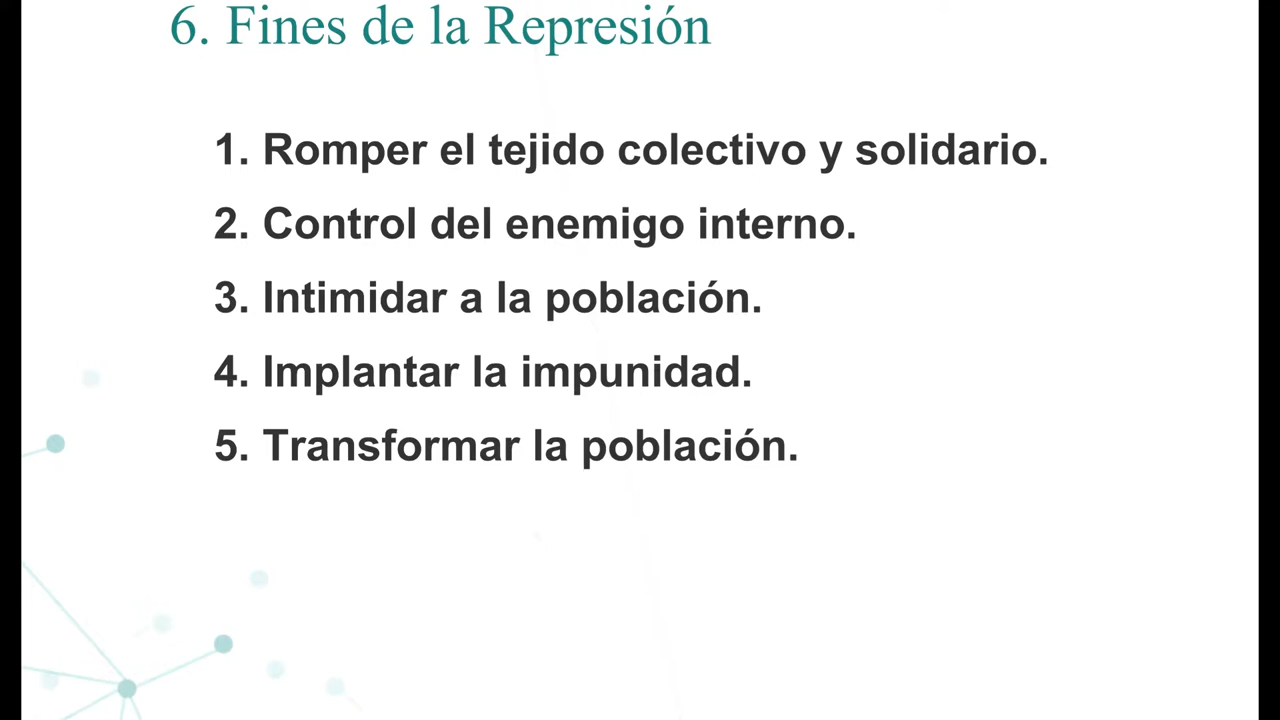 6. Fines de la Represión
1. Romper el tejido colectivo y solidario.
2. Control del enemigo interno.
3. Intimidar a la población.
4. Implantar la impunidad.
5. Transformar la población.